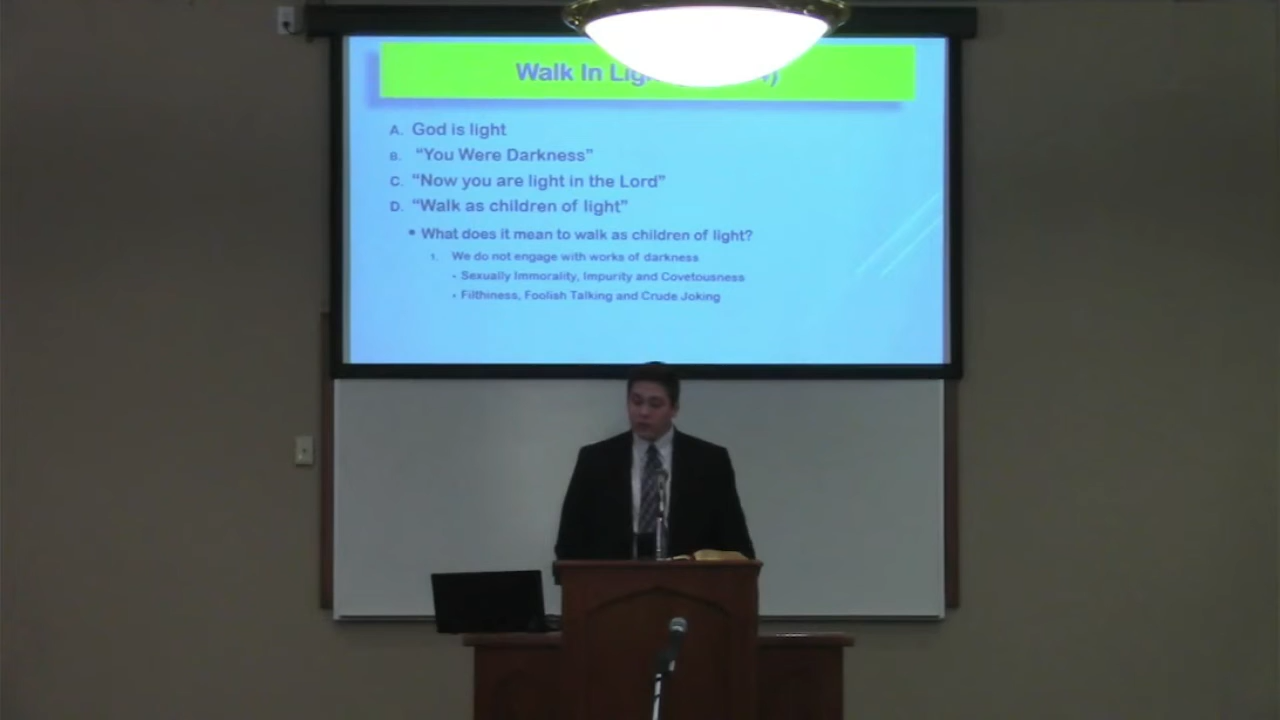 Walk In
A. God is light
B. “You Were Darkness”
C. “Now you are light in the Lord”
D. “Walk as children of light”
• What does it mean to walk as children of light?
1. We do not engage with works of darkness
- Sexually Immorality, Impurity and Covetousness
- Filthiness, Foolish Talking and Crude Joking